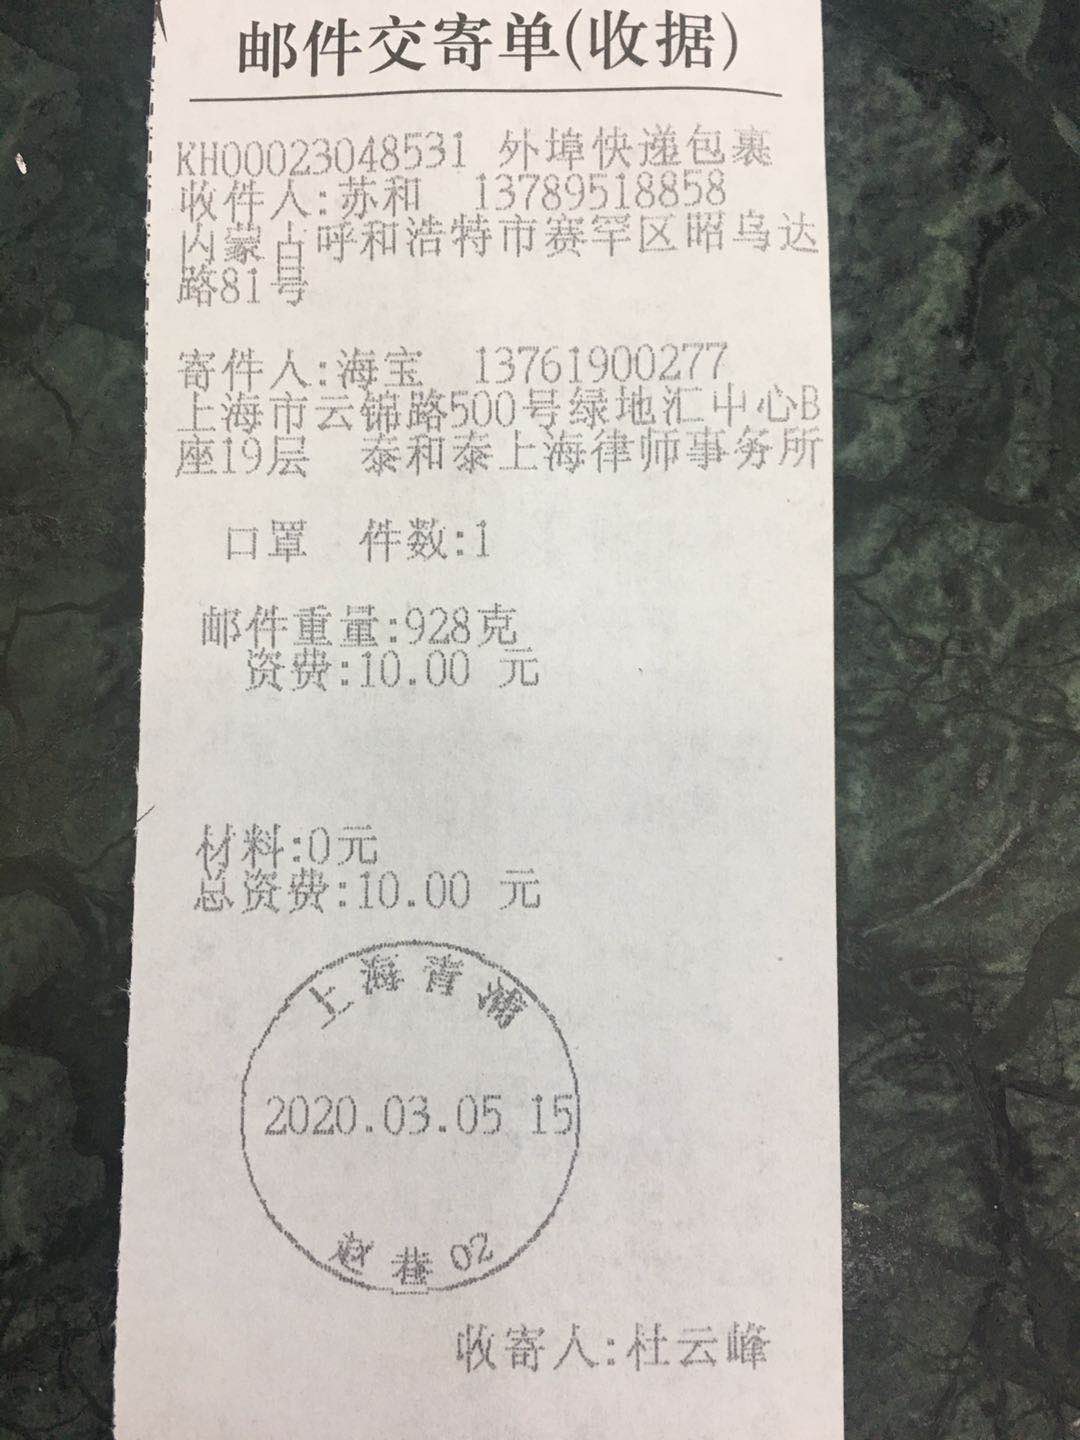 邮件交寄单(收据)
KH00023048531 外埠快递包裹
收件人:苏和 13789518858
内蒙古呼和浩特市赛罕区昭乌达
路81号
寄件人:海宝 13761900277
上海市云锦路500号绿地汇中心B
座19层 泰和泰上海律师事务所
口罩 件数:1
邮件重量:928克
资费:10.00 元
材料:0元
总资费:10.00 元
上
2020.03.05 15
赵巷02
收寄人:杜云峰